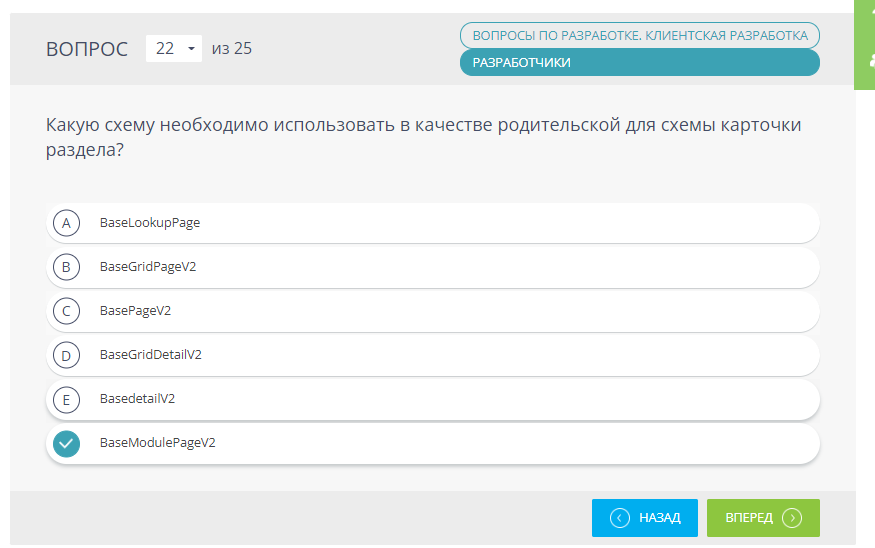 ВОПРОС 22 из 25
ВОПРОСЫ ПО РАЗРАБОТКЕ. КЛИЕНТСКАЯ РАЗРАБОТКА
РАЗРАБОТЧИКИ
Какую схему необходимо использовать в качестве родительской для схемы карточки
раздела?
A BaseLookupPage
B BaseGridPageV2
C BasePageV2
D BaseGridDetailV2
E BasedetailV2
BaseModulePageV2
НАЗАД ВПЕРЕД